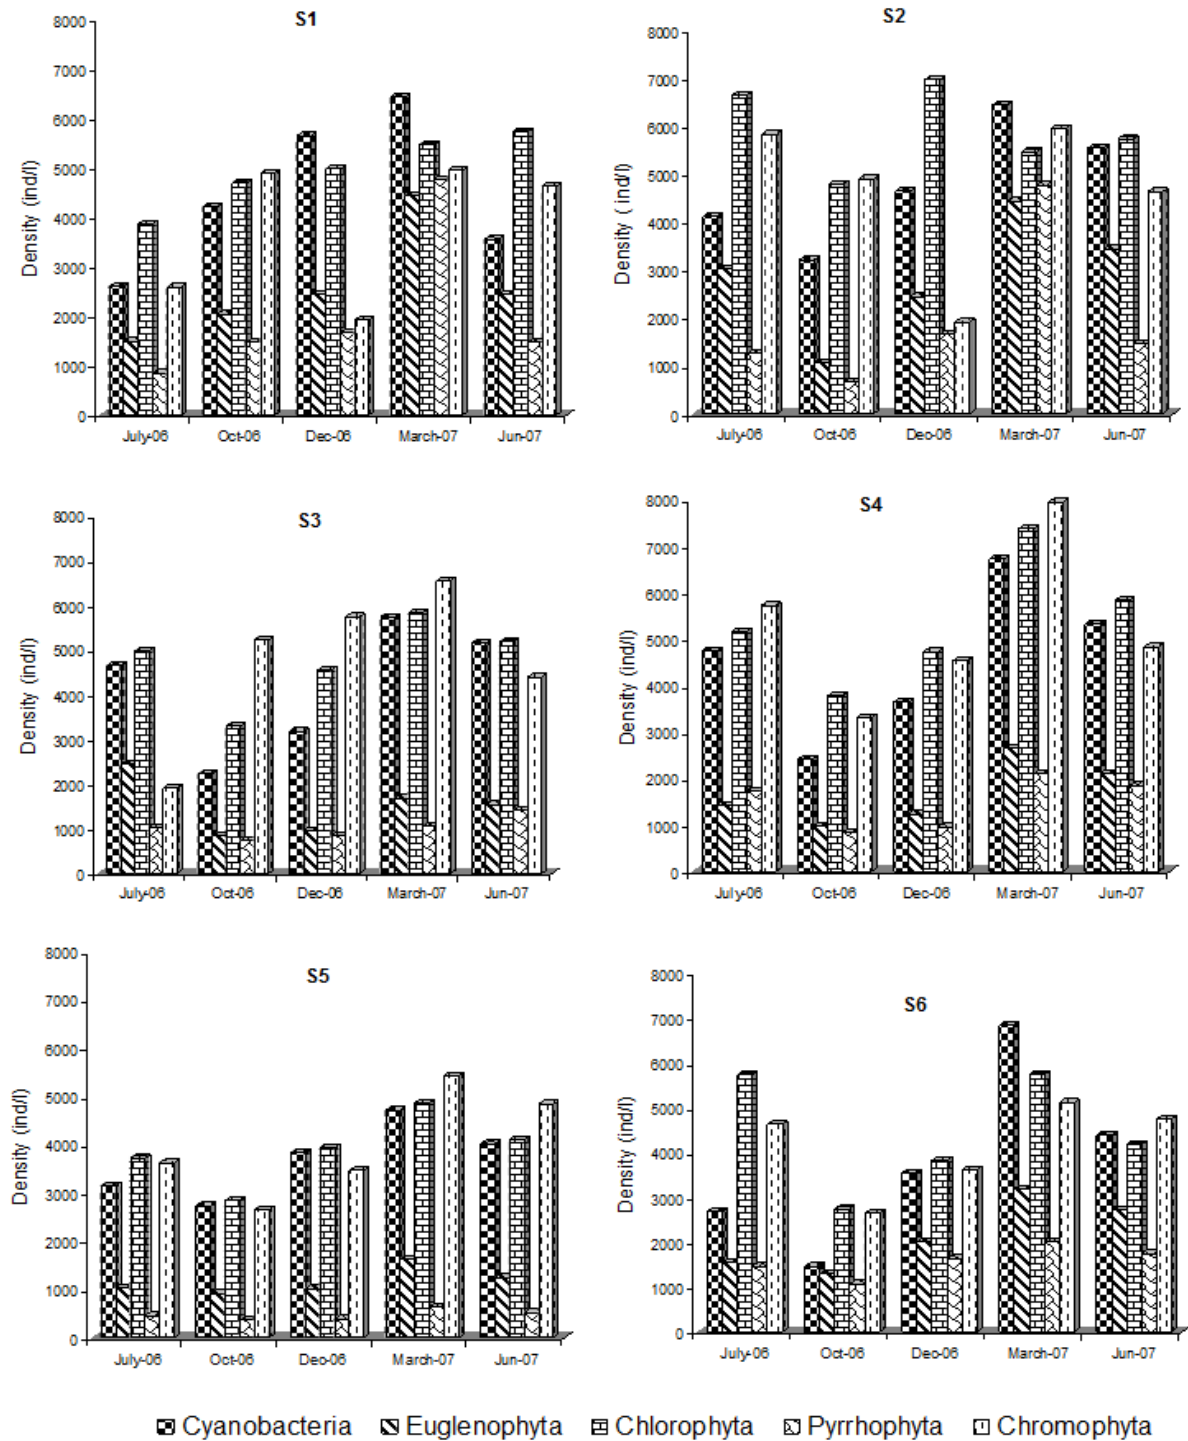 S1
8000
7000
6000
5000
4000
3000
2000
1000
0
Density (ind/l)
July-06 Oct-06 Dec-06 March-07 Jun-07
S2
8000
7000
6000
5000
4000
3000
2000
1000
0
Density ( ind/l)
July-06 Oct-06 Dec-06 March-07 Jun-07
S3
8000
7000
6000
5000
4000
3000
2000
1000
0
Density (ind/l)
July-06 Oct-06 Dec-06 March-07 Jun-07
S4
8000
7000
6000
5000
4000
3000
2000
1000
0
Density (ind/l)
July-06 Oct-06 Dec-06 March-07 Jun-07
S5
8000
7000
6000
5000
4000
3000
2000
1000
0
Density (ind/l)
July-06 Oct-06 Dec-06 March-07 Jun-07
S6
8000
7000
6000
5000
4000
3000
2000
1000
0
Density (ind/l)
July-06 Oct-06 Dec-06 March-07 Jun-07
Cyanobacteria Euglenophyta Chlorophyta Pyrrhophyta Chromophyta